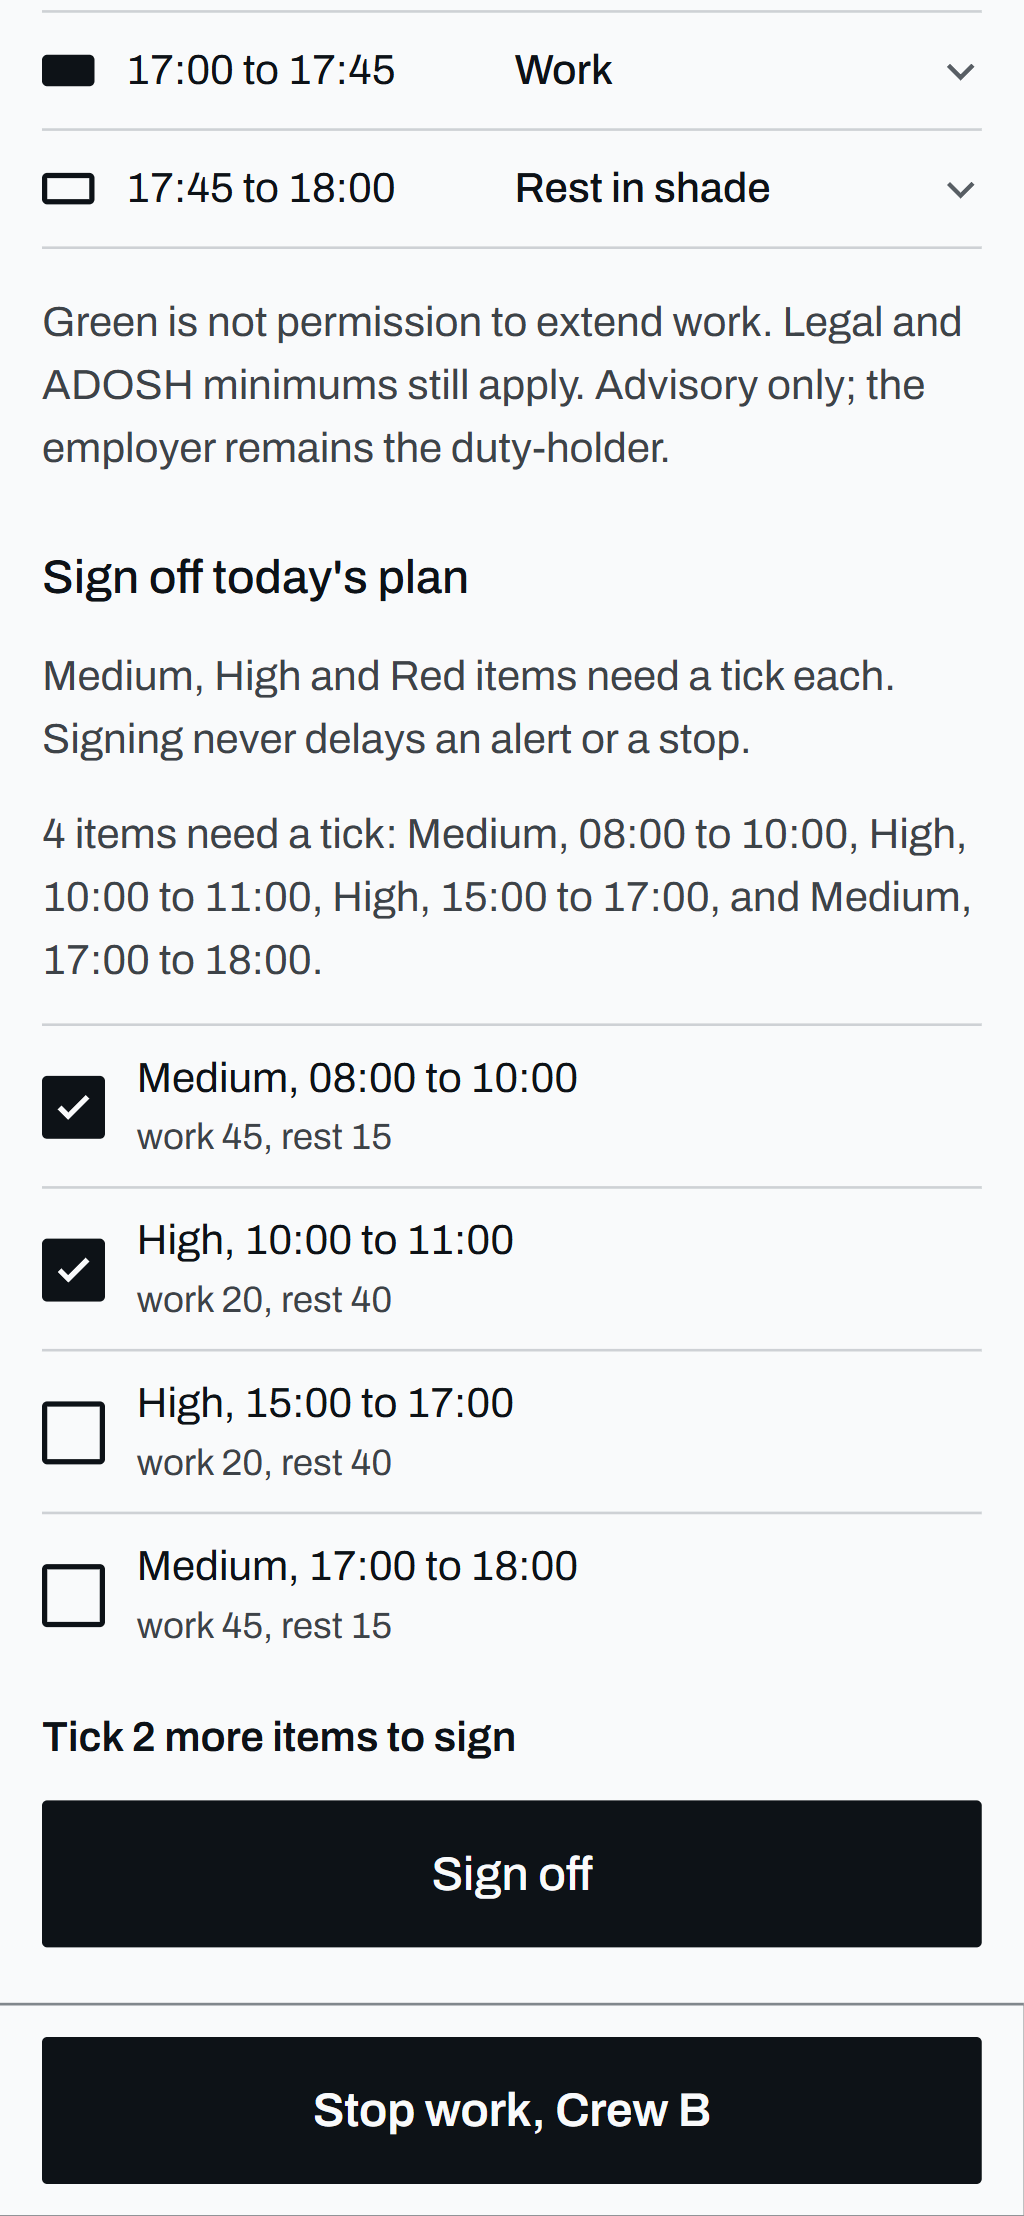 17:00 to 17:45 Work
17:45 to 18:00 Rest in shade
Green is not permission to extend work. Legal and
ADOSH minimums still apply. Advisory only; the
employer remains the duty-holder.
Sign off today's plan
Medium, High and Red items need a tick each.
Signing never delays an alert or a stop.
4 items need a tick: Medium, 08:00 to 10:00, High,
10:00 to 11:00, High, 15:00 to 17:00, and Medium,
17:00 to 18:00.
Medium, 08:00 to 10:00
work 45, rest 15
High, 10:00 to 11:00
work 20, rest 40
High, 15:00 to 17:00
work 20, rest 40
Medium, 17:00 to 18:00
work 45, rest 15
Tick 2 more items to sign
Sign off
Stop work, Crew B